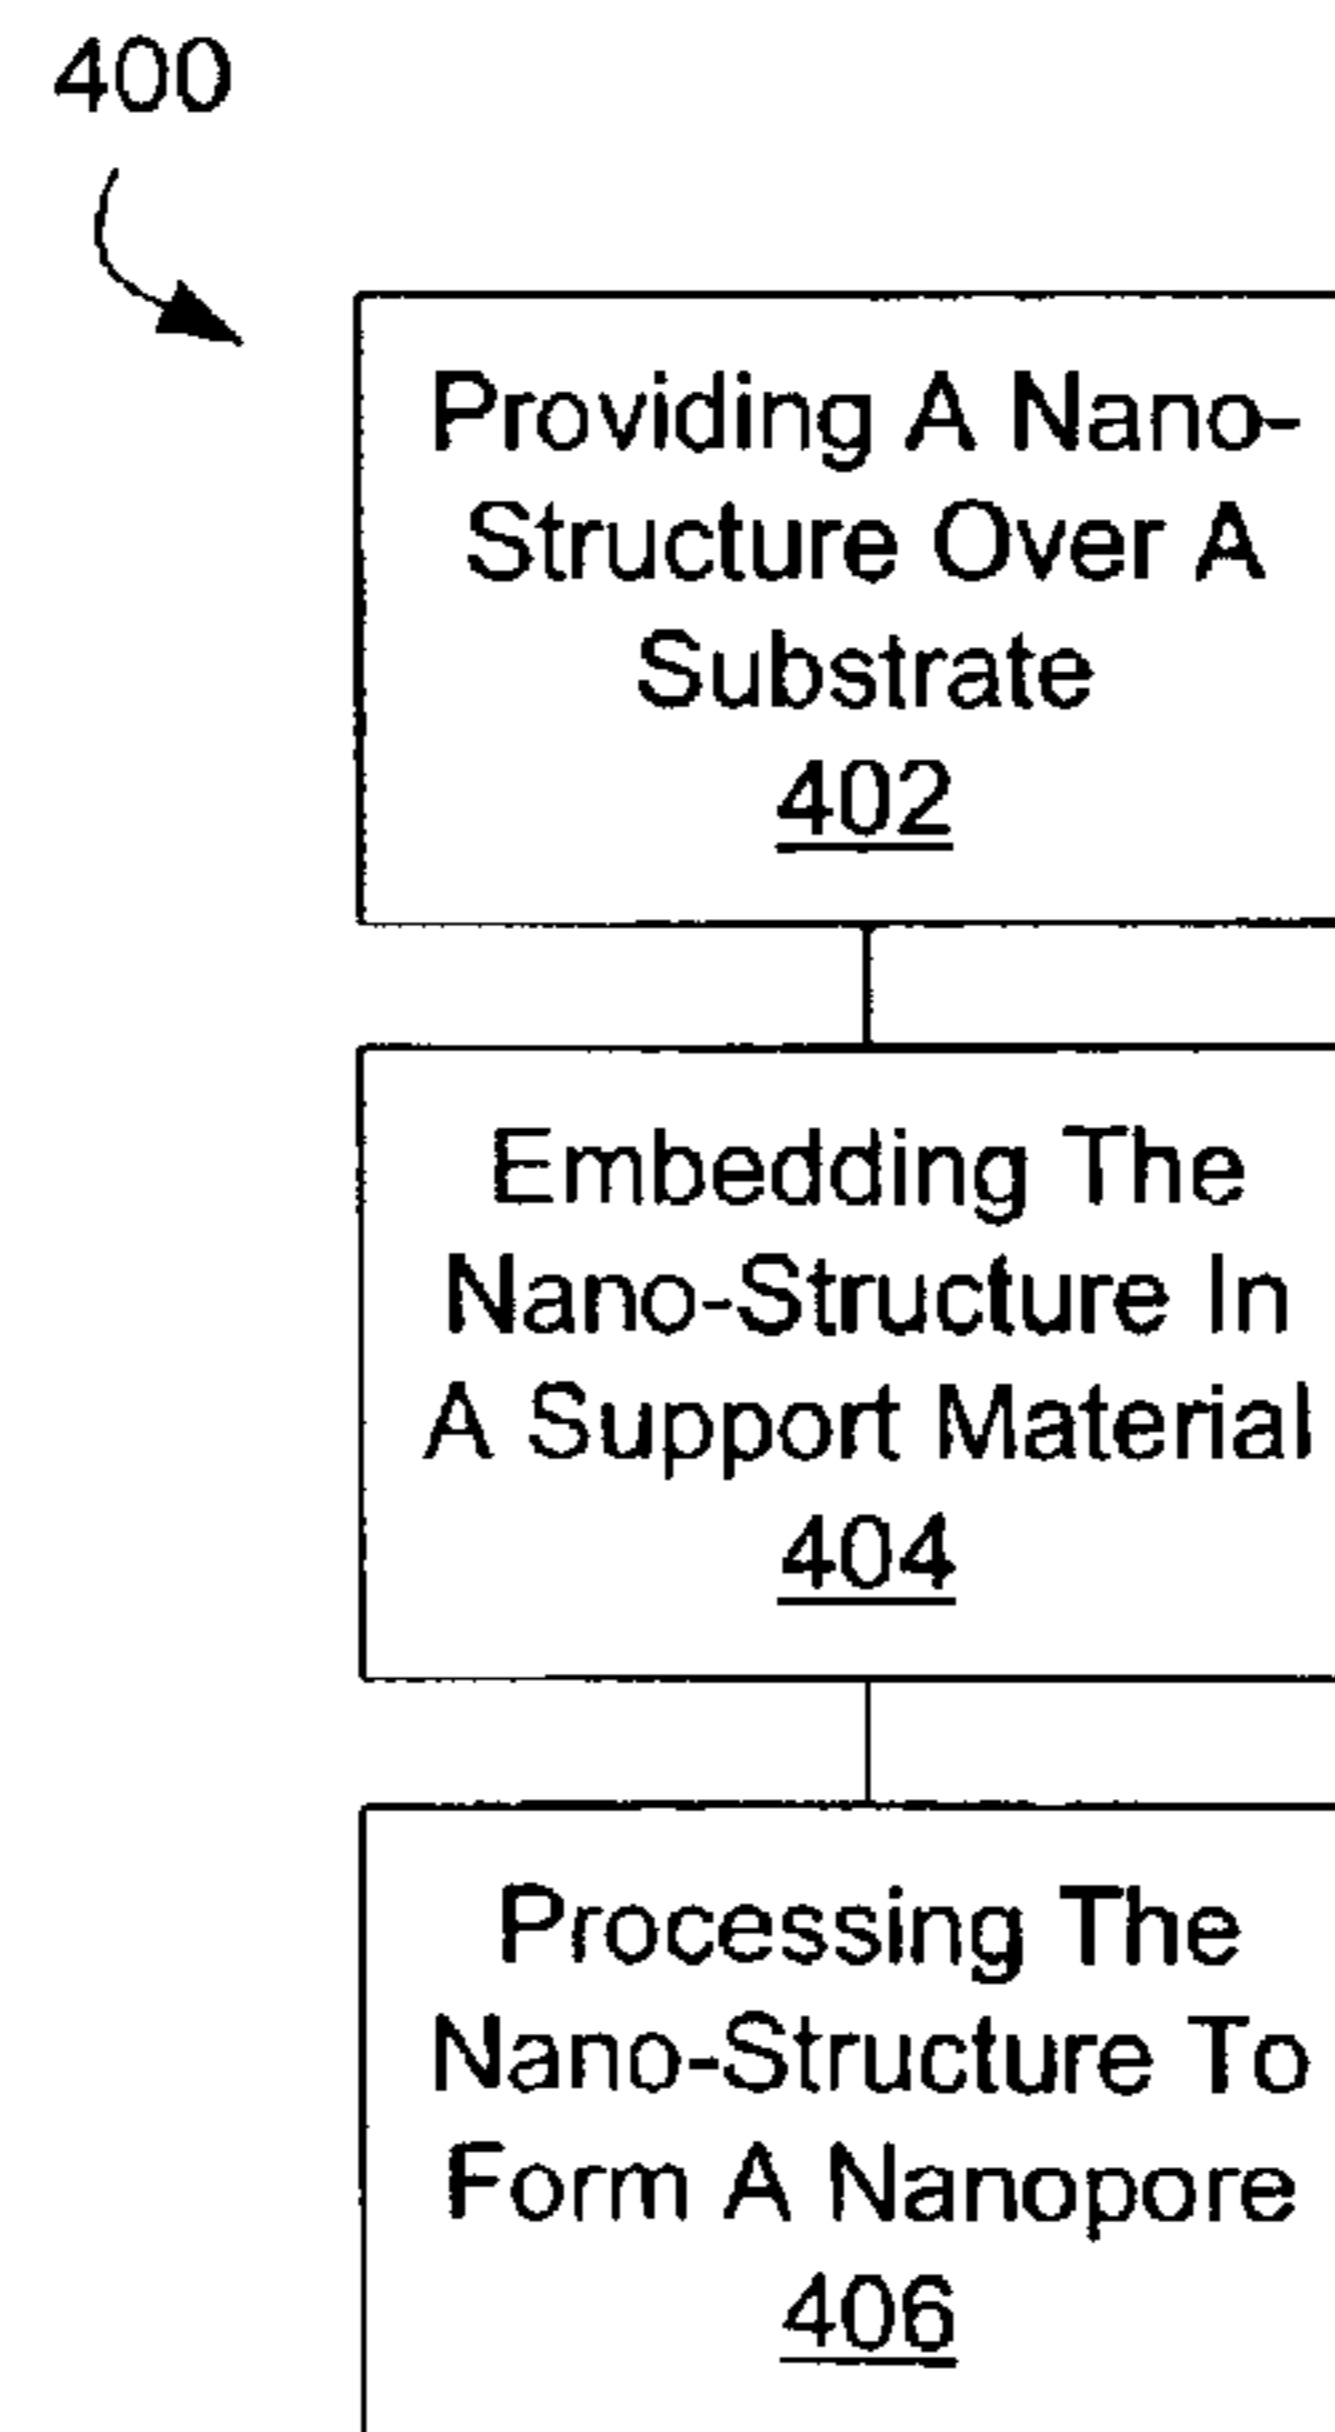 400
Providing A Nano-
Structure Over A
Substrate
402
Embedding The
Nano-Structure In
A Support Material
404
Processing The
Nano-Structure To
Form A Nanopore
406